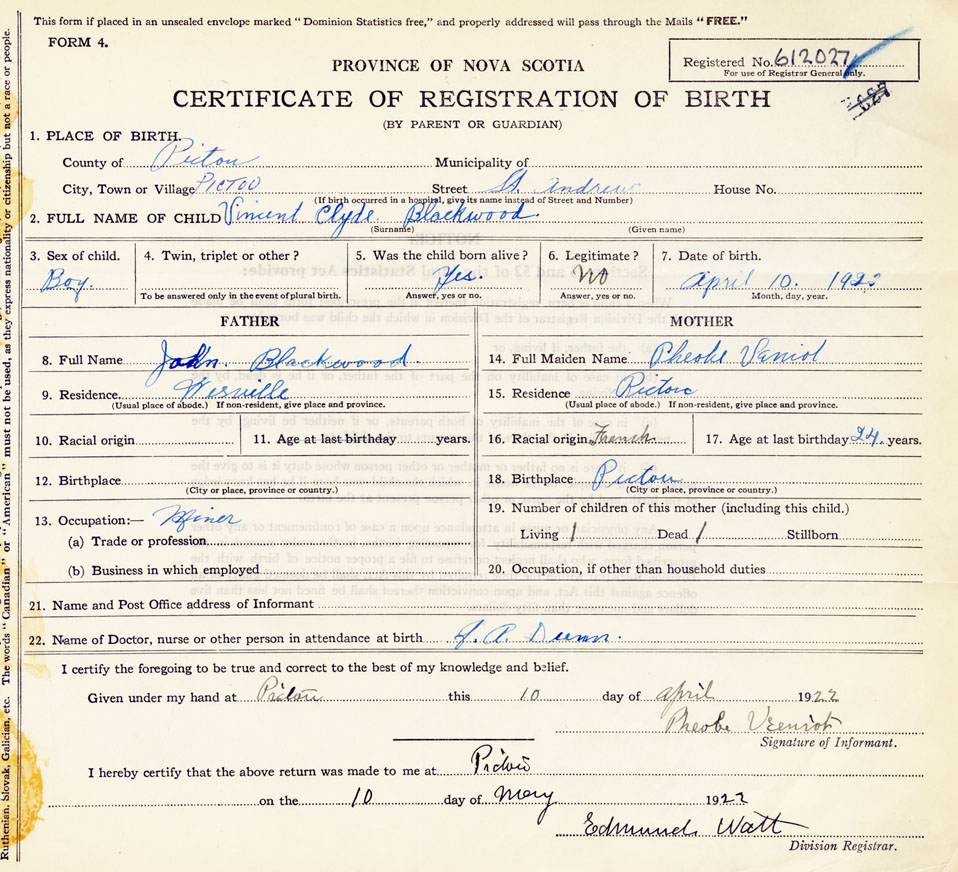 This form if placed in an unsealed envelope marked "Dominion Statistics free," and properly addressed will pass through the Mails "FREE."
FORM 4.
Registered No. 612027
For use of Registrar General only.
PROVINCE OF NOVA SCOTIA
CERTIFICATE OF REGISTRATION OF BIRTH
(BY PARENT OR GUARDIAN)
1. PLACE OF BIRTH.
County of Pictou Municipality of
City, Town or Village PICTOU Street St. Andrews House No.
(If birth occurred in a hospital, give its name instead of Street and Number)
2. FULL NAME OF CHILD Vincent Clyde Blackwood.
(Surname) (Given name)
3. Sex of child. 4. Twin, triplet or other? 5. Was the child born alive? 6. Legitimate? 7. Date of birth.
Boy. Yes. No April 10. 1922
To be answered only in the event of plural birth. Answer, yes or no. Answer, yes or no. Month, day, year.
FATHER MOTHER
8. Full Name John Blackwood. 14. Full Maiden Name Pheobe Veniot
9. Residence 15. Residence Pictou
(Usual place of abode.) If non-resident, give place and province. (Usual place of abode.) If non-resident, give place and province.
10. Racial origin 11. Age at last birthday years. 16. Racial origin French 17. Age at last birthday 24 years.
12. Birthplace 18. Birthplace Pictou
(City or place, province or country.) (City or place, province or country.)
13. Occupation:— Miner 19. Number of children of this mother (including this child.)
(a) Trade or profession Living 1 Dead / Stillborn
(b) Business in which employed 20. Occupation, if other than household duties
21. Name and Post Office address of Informant
22. Name of Doctor, nurse or other person in attendance at birth
I certify the foregoing to be true and correct to the best of my knowledge and belief.
Given under my hand at Pictou this 10 day of April 1922
Pheobe Veniot
Signature of Informant.
I hereby certify that the above return was made to me at Pictou
on the 10 day of May 1922
Edmund Watt
Division Registrar.
Ruthenian, Slovak, Galician, etc. The words "Canadian" or "American" must not be used, as they express nationality or citizenship but not a race or people.